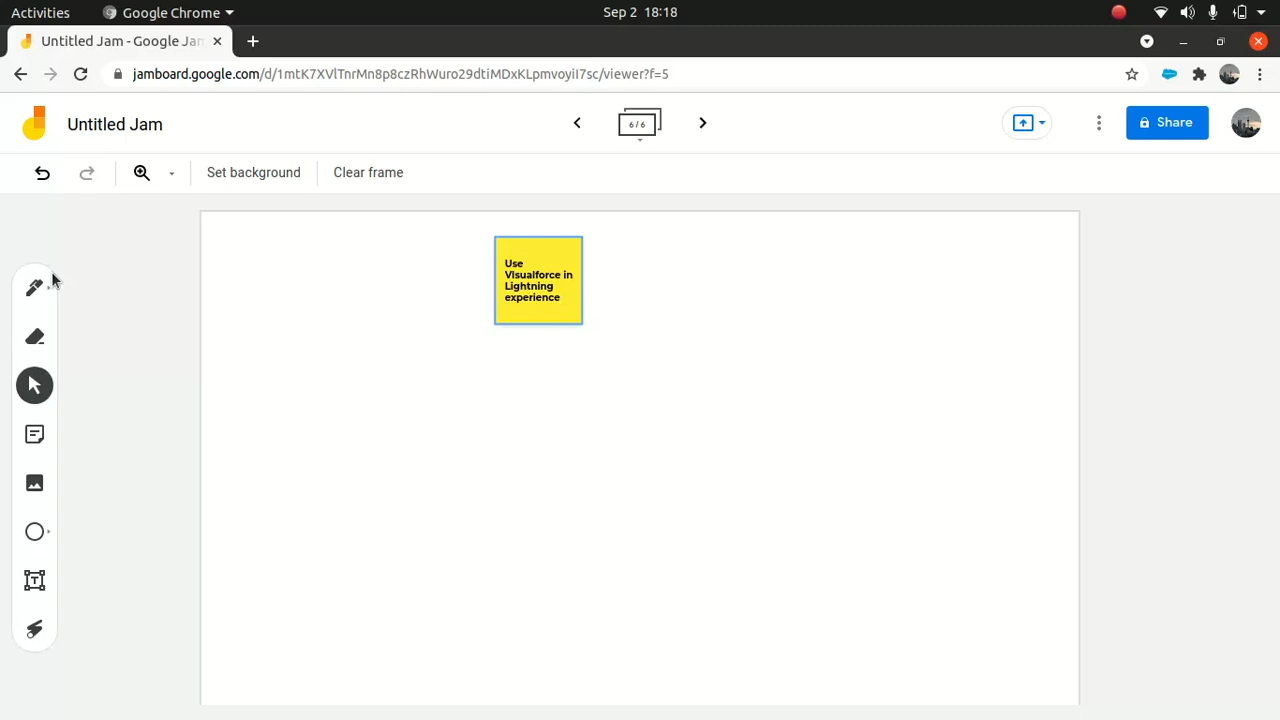 Activities
Google Chrome
Sep 2 18:18
Untitled Jam - Google Jam
jamboard.google.com/d/1mtK7XVlTnrMn8p8czRhWuro29dtiMDxKLpmvoyiI7sc/viewer?f=5
Untitled Jam
6 / 6
Share
Set background
Clear frame
Use
VIsualforce in
Lightning
experience